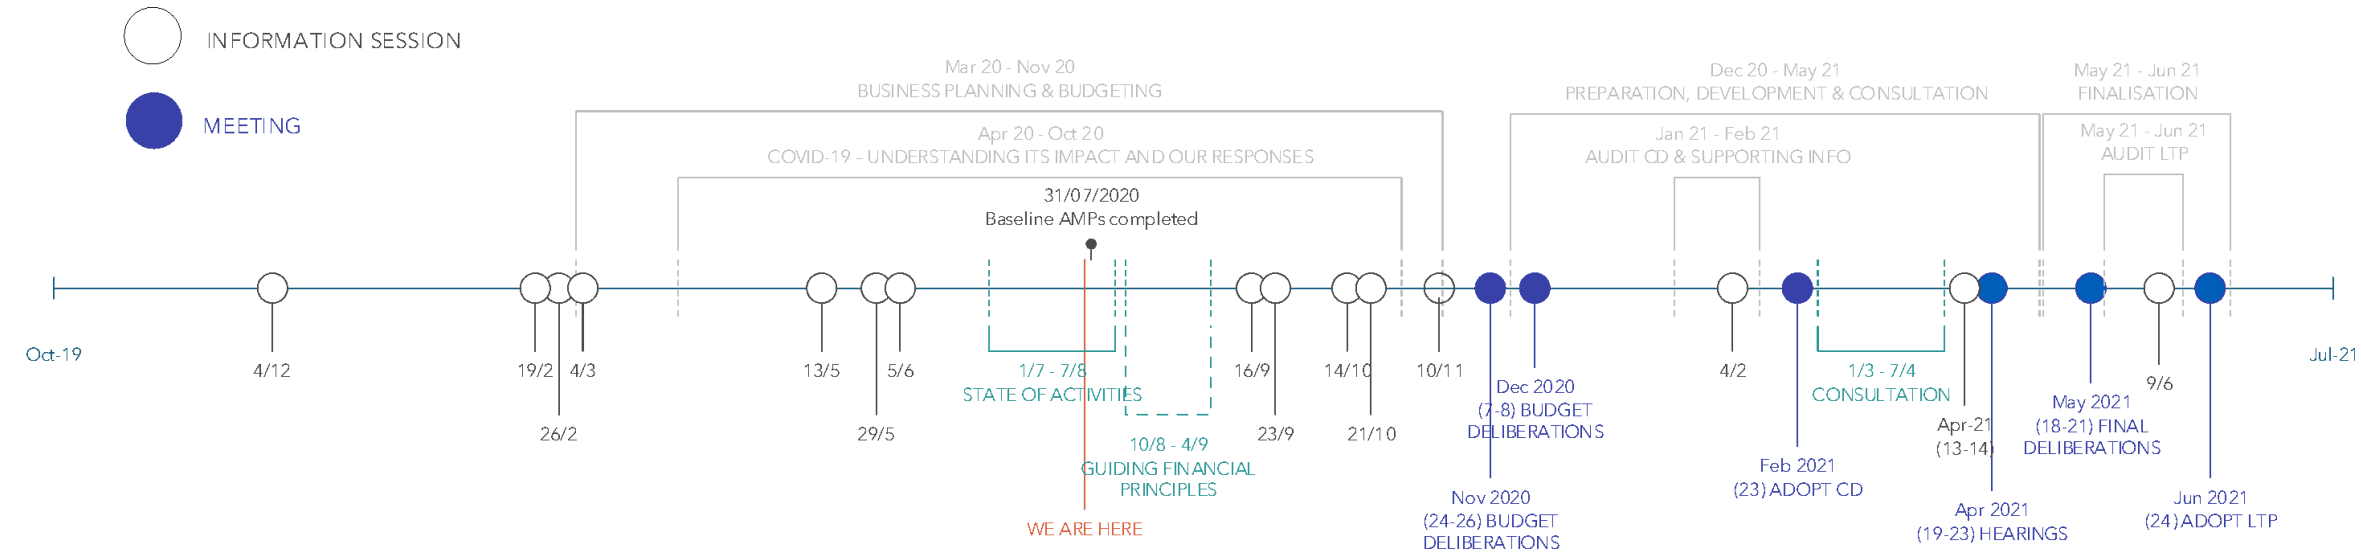 INFORMATION SESSION
MEETING
Mar 20 - Nov 20
BUSINESS PLANNING & BUDGETING
Apr 20 - Oct 20
COVID-19 – UNDERSTANDING ITS IMPACT AND OUR RESPONSES
31/07/2020
Baseline AMPs completed
Dec 20 - May 21
PREPARATION, DEVELOPMENT & CONSULTATION
Jan 21 - Feb 21
AUDIT CD & SUPPORTING INFO
May 21 - Jun 21
FINALISATION
May 21 - Jun 21
AUDIT LTP
Oct-19
4/12
19/2
26/2
4/3
13/5
29/5
5/6
1/7 - 7/8
STATE OF ACTIVITIES
WE ARE HERE
10/8 - 4/9
GUIDING FINANCIAL
PRINCIPLES
16/9
23/9
14/10
21/10
10/11
Nov 2020
(24-26) BUDGET
DELIBERATIONS
Dec 2020
(7-8) BUDGET
DELIBERATIONS
4/2
Feb 2021
(23) ADOPT CD
1/3 - 7/4
CONSULTATION
Apr-21
(13-14)
Apr 2021
(19-23) HEARINGS
May 2021
(18-21) FINAL
DELIBERATIONS
9/6
Jun 2021
(24) ADOPT LTP
Jul-21